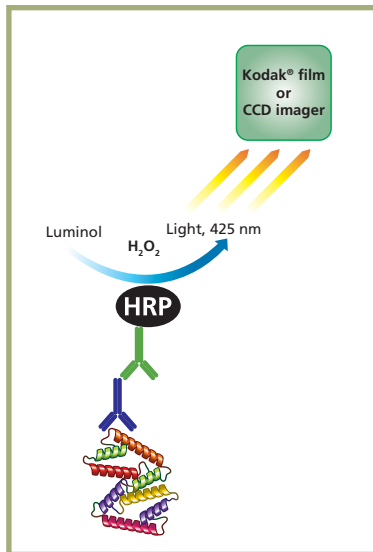 Kodak® film
or
CCD imager
Luminol
H₂O₂
Light, 425 nm
HRP